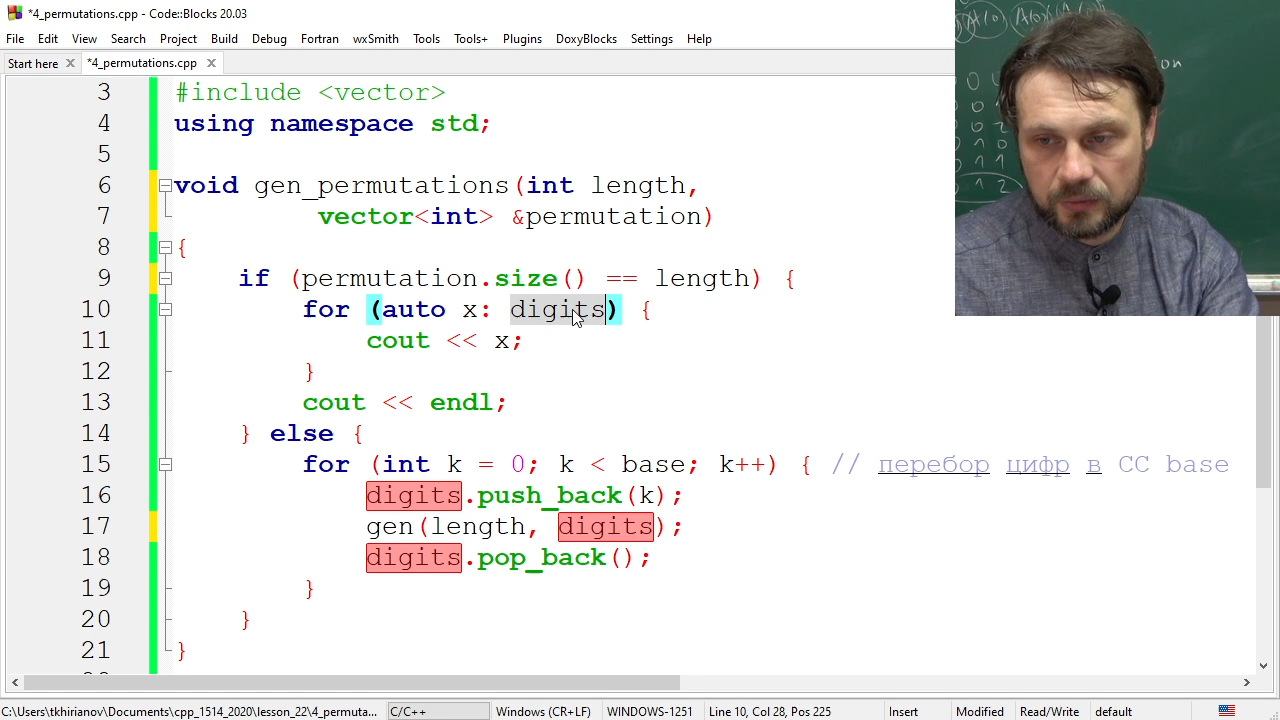 *4_permutations.cpp - Code::Blocks 20.03
File Edit View Search Project Build Debug Fortran wxSmith Tools Tools+ Plugins DoxyBlocks Settings Help
Start here *4_permutations.cpp
3 #include <vector>
4 using namespace std;
5
6 void gen_permutations(int length,
7 vector<int> &permutation)
8 {
9 if (permutation.size() == length) {
10 for (auto x: digits) {
11 cout << x;
12 }
13 cout << endl;
14 } else {
15 for (int k = 0; k < base; k++) { // перебор цифр в СС base
16 digits.push_back(k);
17 gen(length, digits);
18 digits.pop_back();
19 }
20 }
21 }
C:\Users\tkhirianov\Documents\cpp_1514_2020\lesson_22\4_permuta... C/C++ Windows (CR+LF) WINDOWS-1251 Line 10, Col 28, Pos 225 Insert Modified Read/Write default